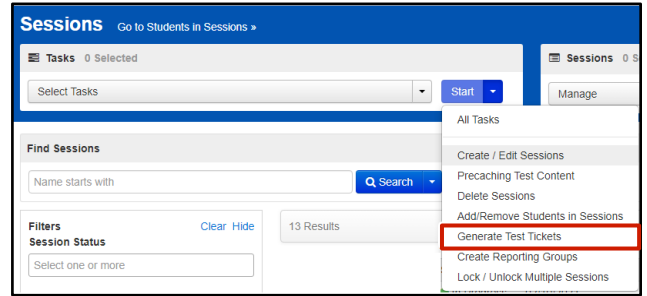 Sessions Go to Students in Sessions »
Tasks 0 Selected
Select Tasks
Start
Sessions 0
Manage
All Tasks
Create / Edit Sessions
Precaching Test Content
Delete Sessions
Add/Remove Students in Sessions
Generate Test Tickets
Create Reporting Groups
Lock / Unlock Multiple Sessions
Find Sessions
Name starts with
Search
Filters Clear Hide
Session Status
Select one or more
13 Results